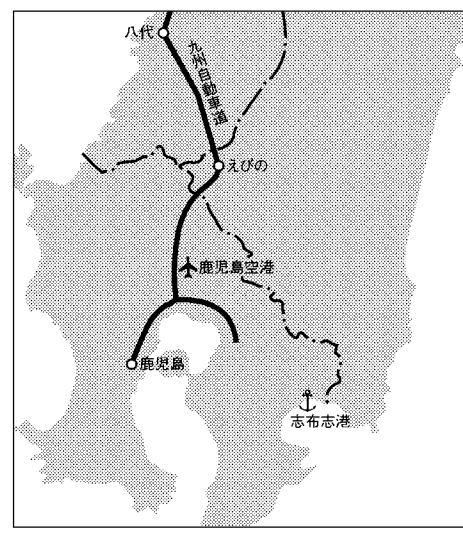 八代
九州自動車道
えびの
鹿児島空港
鹿児島
志布志港